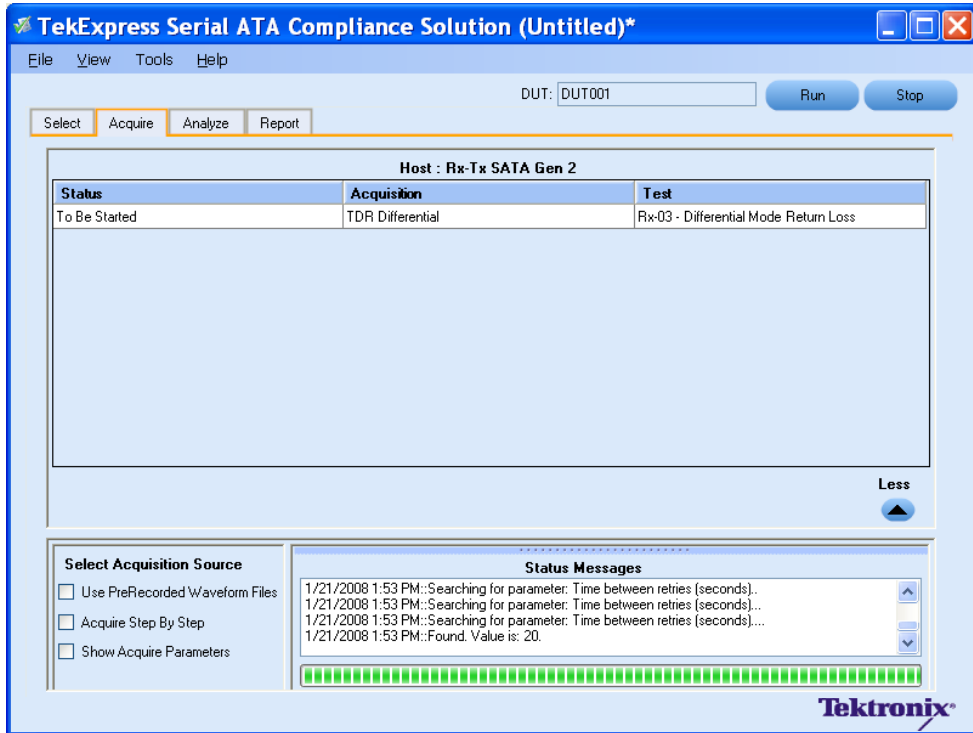 TekExpress Serial ATA Compliance Solution (Untitled)*
File View Tools Help
DUT: DUT001 Run Stop
Select Acquire Analyze Report
Host : Rx-Tx SATA Gen 2
Status Acquisition Test
To Be Started TDR Differential Rx-03 - Differential Mode Return Loss
Less
Select Acquisition Source
Use PreRecorded Waveform Files
Acquire Step By Step
Show Acquire Parameters
Status Messages
1/21/2008 1:53 PM::Searching for parameter: Time between retries (seconds)..
1/21/2008 1:53 PM::Searching for parameter: Time between retries (seconds)...
1/21/2008 1:53 PM::Searching for parameter: Time between retries (seconds)....
1/21/2008 1:53 PM::Found. Value is: 20.
Tektronix